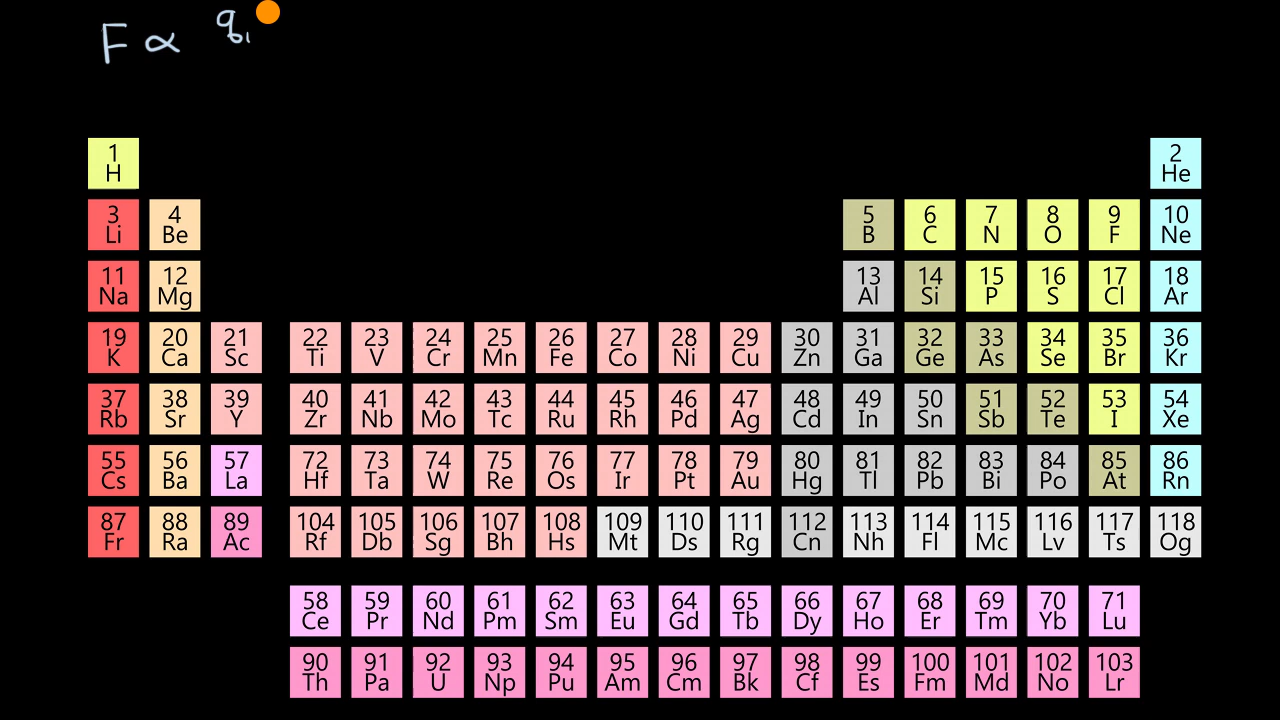 F ∝ q₁
1 2
H He
3 4 5 6 7 8 9 10
Li Be B C N O F Ne
11 12 13 14 15 16 17 18
Na Mg Al Si P S Cl Ar
19 20 21 22 23 24 25 26 27 28 29 30 31 32 33 34 35 36
K Ca Sc Ti V Cr Mn Fe Co Ni Cu Zn Ga Ge As Se Br Kr
37 38 39 40 41 42 43 44 45 46 47 48 49 50 51 52 53 54
Rb Sr Y Zr Nb Mo Tc Ru Rh Pd Ag Cd In Sn Sb Te I Xe
55 56 57 72 73 74 75 76 77 78 79 80 81 82 83 84 85 86
Cs Ba La Hf Ta W Re Os Ir Pt Au Hg Tl Pb Bi Po At Rn
87 88 89 104 105 106 107 108 109 110 111 112 113 114 115 116 117 118
Fr Ra Ac Rf Db Sg Bh Hs Mt Ds Rg Cn Nh Fl Mc Lv Ts Og
58 59 60 61 62 63 64 65 66 67 68 69 70 71
Ce Pr Nd Pm Sm Eu Gd Tb Dy Ho Er Tm Yb Lu
90 91 92 93 94 95 96 97 98 99 100 101 102 103
Th Pa U Np Pu Am Cm Bk Cf Es Fm Md No Lr